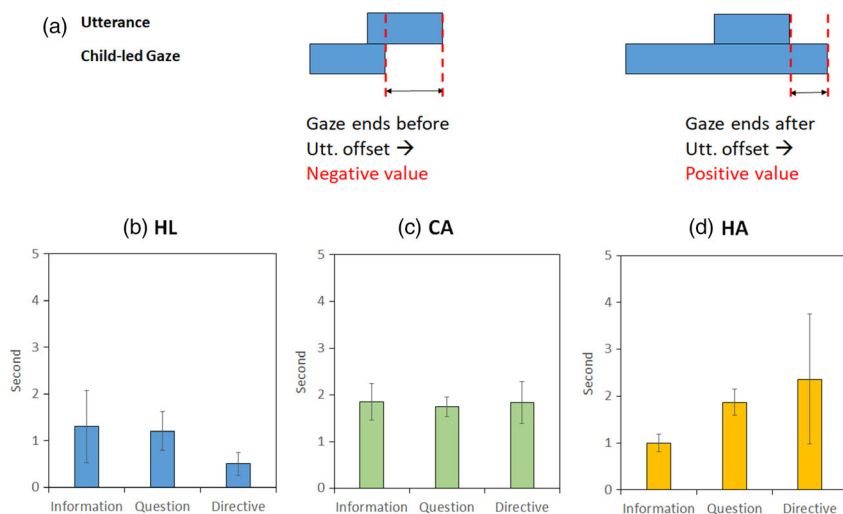 (a) Utterance
Child-led Gaze
Gaze ends before
Utt. offset →
Negative value
Gaze ends after
Utt. offset →
Positive value
(b) HL
5
4
3
2
1
0
Second
Information Question Directive
(c) CA
5
4
3
2
1
0
Second
Information Question Directive
(d) HA
5
4
3
2
1
0
Second
Information Question Directive